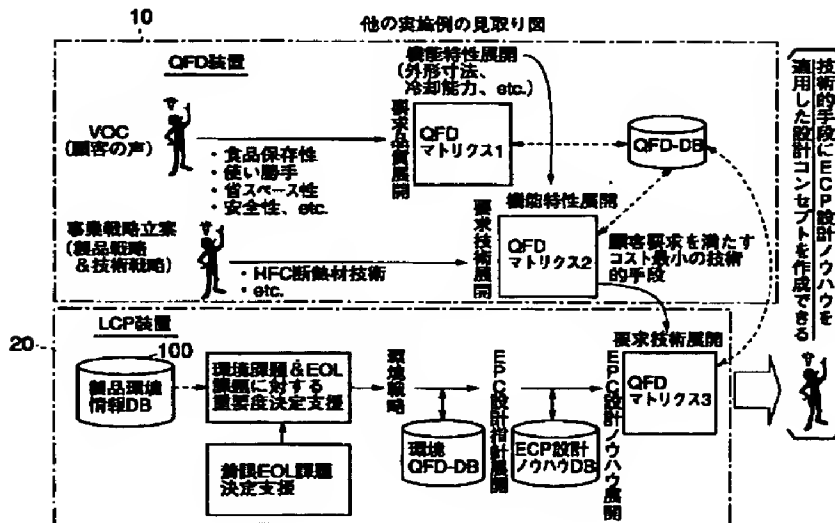 他の実施例の見取り図
10
QFD装置
機能特性展開
(外形寸法、
冷却能力、etc.)
VOC
(顧客の声)
・食品保存性
・使い勝手
・省スペース性
・安全性、etc.
要求品質展開
QFD
マトリクス1
QFD-DB
事業戦略立案
(製品戦略
&技術戦略)
・HFC断熱材技術
・etc.
機能特性展開
要求技術展開
QFD
マトリクス2
顧客要求を満たす
コスト最小の技術
的手段
20
LCP装置
100
製品環境
情報DB
環境課題&EOL
課題に対する
重要度決定支援
EOL課題
決定支援
環境戦略
環境
QFD-DB
EPC設計指針展開
ECP設計
ノウハウDB
EPC設計ノウハウ展開
要求技術展開
QFD
マトリクス3
技術的手段にECP設計ノウハウを
適用した設計コンセプトを作成できる